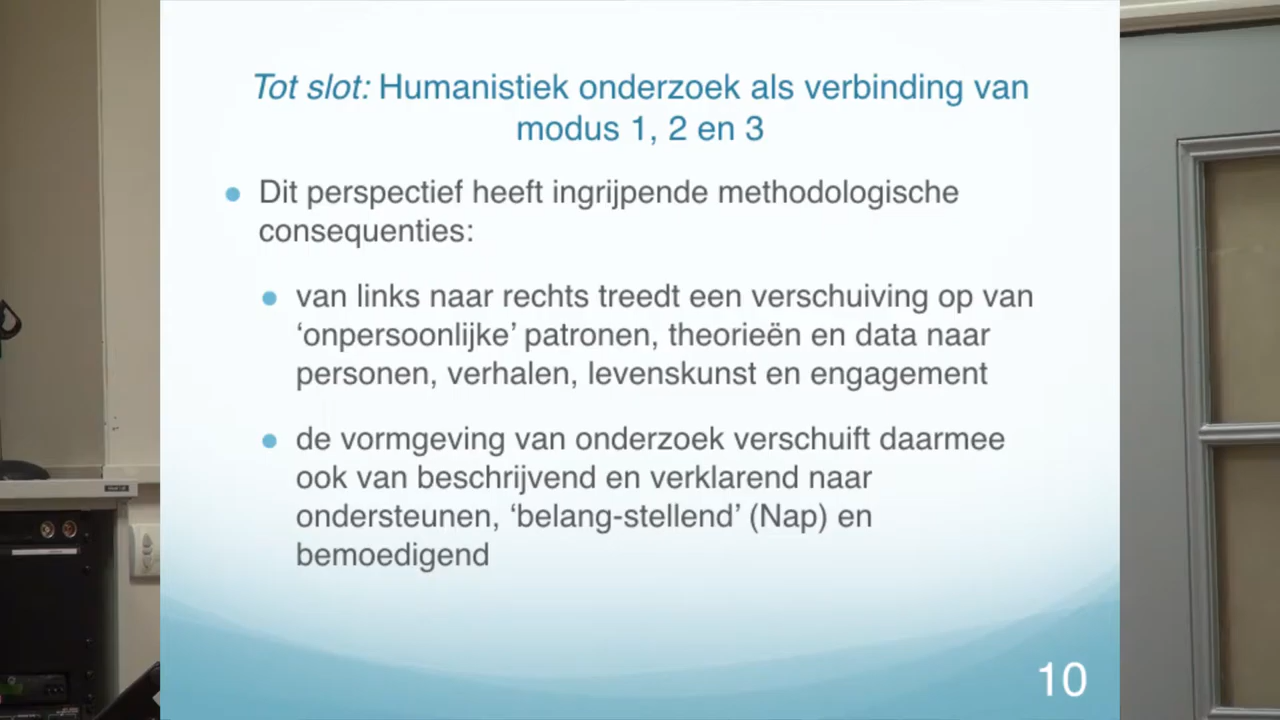 Tot slot: Humanistiek onderzoek als verbinding van
modus 1, 2 en 3
Dit perspectief heeft ingrijpende methodologische
consequenties:
van links naar rechts treedt een verschuiving op van
‘onpersoonlijke’ patronen, theorieën en data naar
personen, verhalen, levenskunst en engagement
de vormgeving van onderzoek verschuift daarmee
ook van beschrijvend en verklarend naar
ondersteunen, ‘belang-stellend’ (Nap) en
bemoedigend
10